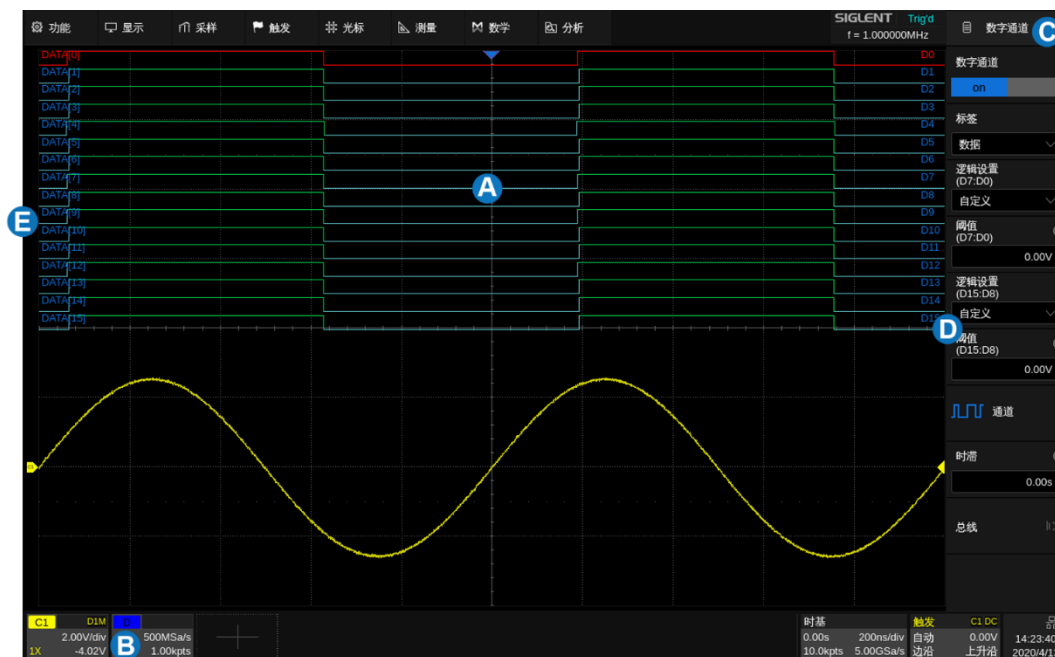 功能 显示 采样 触发 光标 测量 数学 分析
SIGLENT Trig'd
f = 1.000000MHz
数字通道
C
DATA[0] D0
DATA[1] D1
DATA[2] D2
DATA[3] D3
DATA[4] D4
DATA[5] D5
DATA[6] D6
DATA[7] D7
DATA[8] D8
DATA[9] D9
DATA[10] D10
DATA[11] D11
DATA[12] D12
DATA[13] D13
DATA[14] D14
DATA[15]
A
E
D
数字通道
on
标签
数据
逻辑设置
(D7:D0)
自定义
阈值
(D7:D0)
0.00V
逻辑设置
(D15:D8)
自定义
阈值
(D15:D8)
0.00V
通道
时滞
0.00s
总线
C1 D1M
2.00V/div
1X -4.02V
D
500MSa/s
1.00kpts
B
时基
0.00s 200ns/div
10.0kpts 5.00GSa/s
触发 C1 DC
自动 0.00V
边沿 上升沿
14:23:40